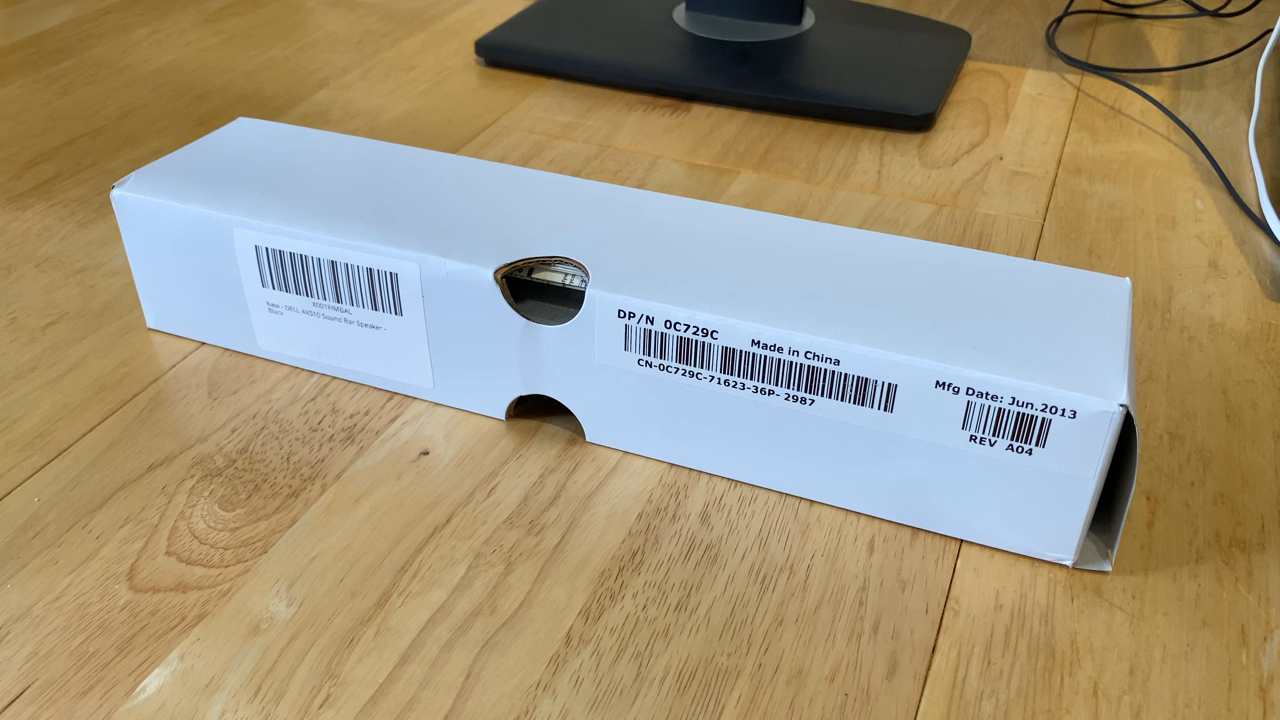 New - DELL AX510 Sound Bar Speaker -
Black
DP/N 0C729C
Made in China
CN-0C729C-71623-36P- 2987
Mfg Date: Jun.2013
REV A04